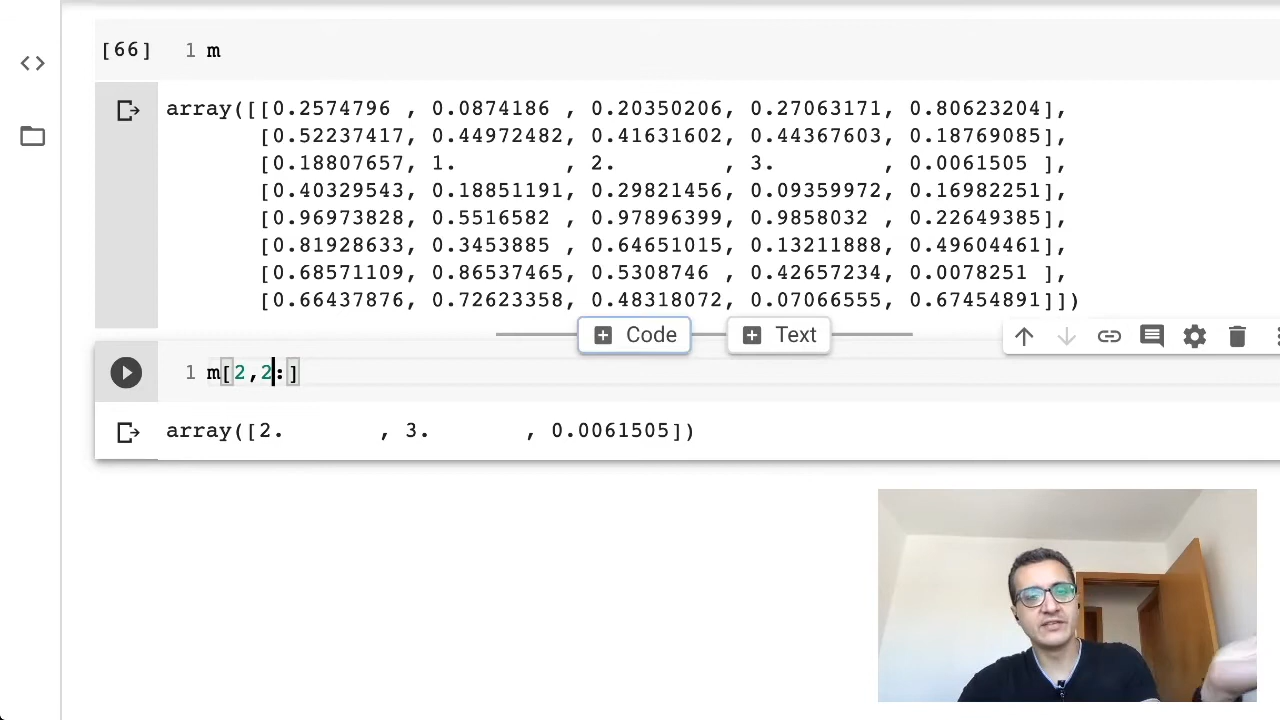 [66] 1 m
array([[0.2574796 , 0.0874186 , 0.20350206, 0.27063171, 0.80623204],
[0.52237417, 0.44972482, 0.41631602, 0.44367603, 0.18769085],
[0.18807657, 1.        , 2.        , 3.        , 0.0061505 ],
[0.40329543, 0.18851191, 0.29821456, 0.09359972, 0.16982251],
[0.96973828, 0.5516582 , 0.97896399, 0.9858032 , 0.22649385],
[0.81928633, 0.3453885 , 0.64651015, 0.13211888, 0.49604461],
[0.68571109, 0.86537465, 0.5308746 , 0.42657234, 0.0078251 ],
[0.66437876, 0.72623358, 0.48318072, 0.07066555, 0.67454891]])
+ Code + Text
1 m[2,2:]
array([2.       , 3.       , 0.0061505])